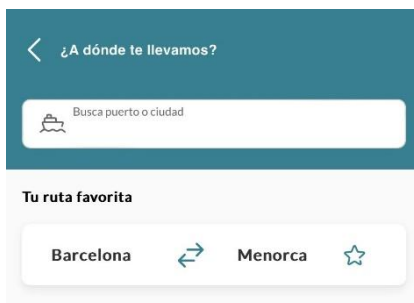 ¿A dónde te llevamos?
Busca puerto o ciudad
Tu ruta favorita
Barcelona Menorca